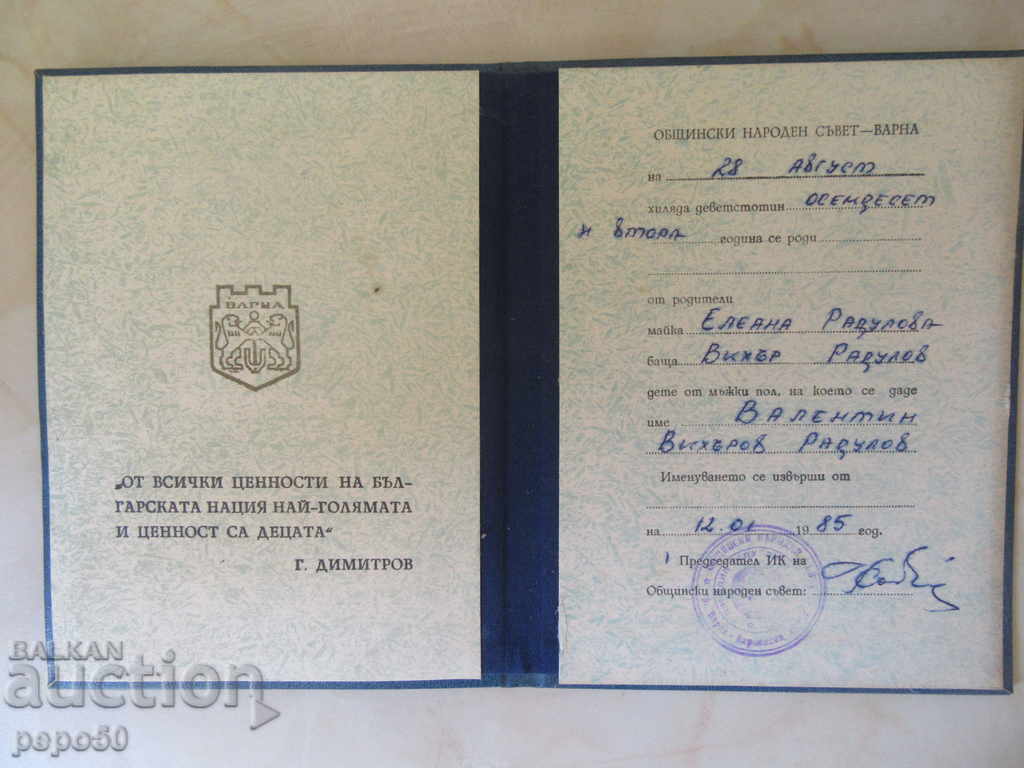 ВАРНА
„ОТ ВСИЧКИ ЦЕННОСТИ НА БЪЛ-
ГАРСКАТА НАЦИЯ НАЙ-ГОЛЯМАТА
И ЦЕННОСТ СА ДЕЦАТА“
Г. ДИМИТРОВ
ОБЩИНСКИ НАРОДЕН СЪВЕТ—ВАРНА
на 28 Август
хиляда деветстотин осемдесет
и втора година се роди
от родители
майка Елеана Радулова
баща Вихър Радулов
дете от мъжки пол, на което се даде
име Валентин
Вихъров Радулов
Именуването се извърши от
на 12.01 1985 год.
Председател ИК на
Общински народен съвет:
BALKAN
auction
papo50